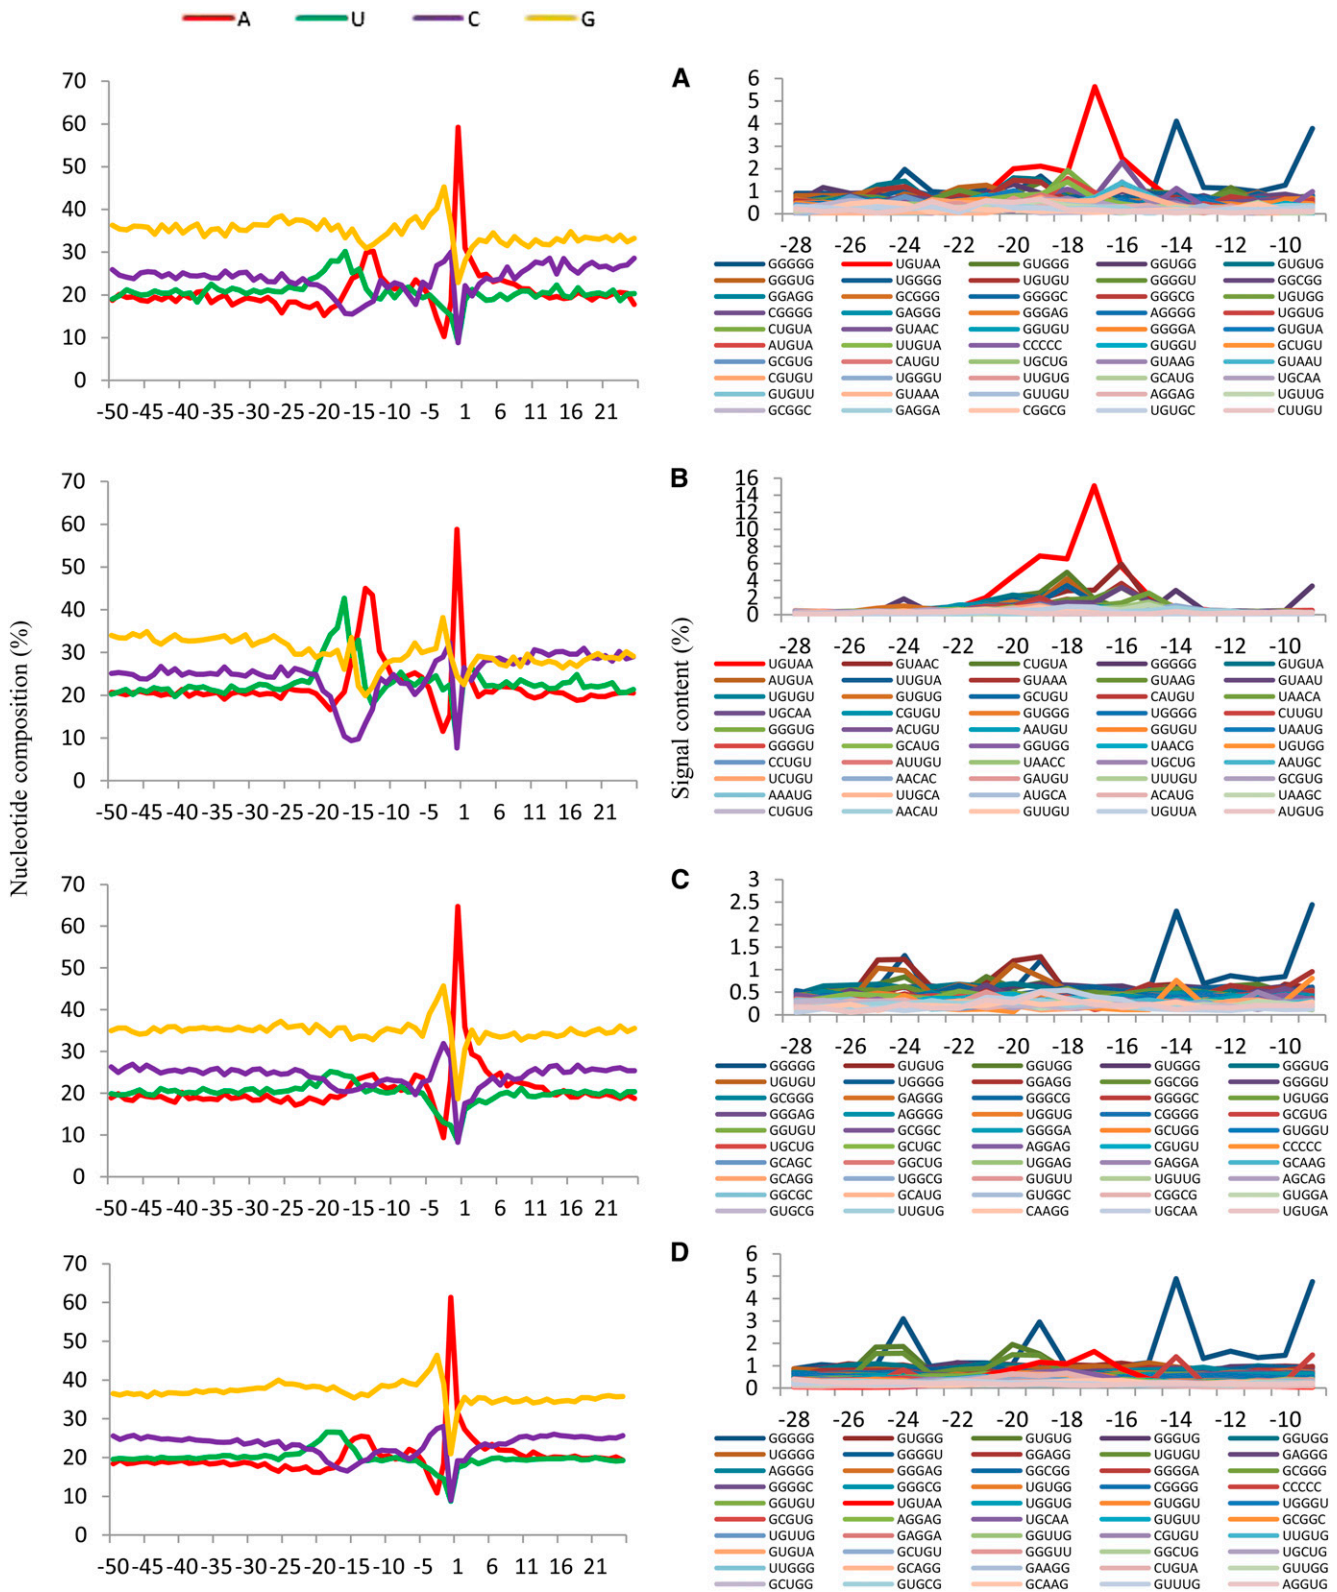 A U C G
Nucleotide composition (%)
Signal content (%)
70
60
50
40
30
20
10
0
-50 -45 -40 -35 -30 -25 -20 -15 -10 -5 1 6 11 16 21
A
6
5
4
3
2
1
0
-28 -26 -24 -22 -20 -18 -16 -14 -12 -10
GGGGG UGUAA GUGGG GGUGG GUGUG
GGGUG UGGGG UGUGU GGGGU GGCGG
GGAGG GCGGG GGGGC GGGCG UGUGG
CGGGG GAGGG GGGAG AGGGG UGGUG
CUGUA GUAAC GGUGU GGGGA GUGUA
AUGUA UUGUA CCCCC GUGGU GCUGU
GCGUG CAUGU UGCUG GUAAG GUAAU
CGUGU UGGGU UUGUG GCAUG UGCAA
GUGUU GUAAA GUUGU AGGAG UGUUG
GCGGC GAGGA CGGCG UGUGC CUUGU
70
60
50
40
30
20
10
0
-50 -45 -40 -35 -30 -25 -20 -15 -10 -5 1 6 11 16 21
B
16
14
12
10
8
6
4
2
0
-28 -26 -24 -22 -20 -18 -16 -14 -12 -10
UGUAA GUAAC CUGUA GGGGG GUGUA
AUGUA UUGUA GUAAA GUAAG GUAAU
UGUGU GUGUG GCUGU CAUGU UAACA
UGCAA CGUGU GUGGG UGGGG CUUGU
GGGUG ACUGU AAUGU GGUGU UAAUG
GGGGU GCAUG GGUGG UAACG UGUGG
CCUGU AUUGU UAACC UGCUG AAUGC
UCUGU AACAC GAUGU UUUGU GCGUG
AAAUG UUGCA AUGCA ACAUG UAAGC
CUGUG AACAU GUUGU UGUUA AUGUG
70
60
50
40
30
20
10
0
-50 -45 -40 -35 -30 -25 -20 -15 -10 -5 1 6 11 16 21
C
3
2.5
2
1.5
1
0.5
0
-28 -26 -24 -22 -20 -18 -16 -14 -12 -10
GGGGG GUGUG GGUGG GUGGG GGGUG
UGUGU UGGGG GGAGG GGCGG GGGGU
GCGGG GAGGG GGGCG GGGGC UGUGG
GGGAG AGGGG UGGUG CGGGG GCGUG
GGUGU GCGGC GGGGA GCUGG GUGGU
UGCUG GCUGC AGGAG CGUGU CCCCC
GCAGC GGCUG UGGAG GAGGA GCAAG
GCAGG UGGCG GUGUU UGUUG AGCAG
GGCGC GCAUG GUGGC CGGCG GUGGA
GUGCG UUGUG CAAGG UGCAA UGUGA
70
60
50
40
30
20
10
0
-50 -45 -40 -35 -30 -25 -20 -15 -10 -5 1 6 11 16 21
D
6
5
4
3
2
1
0
-28 -26 -24 -22 -20 -18 -16 -14 -12 -10
GGGGG GUGGG GUGUG GGGUG GGUGG
UGGGG GGGGU GGAGG UGUGU GAGGG
AGGGG GGGAG GGCGG GGGGA GCGGG
GGGGC GGGCG UGUGG CGGGG CCCCC
GGUGU UGUAA UGGUG GUGGU UGGGU
GCGUG AGGAG UGCAA GUGUU GCGGC
UGUUG GAGGA GGUUG CGUGU UUGUG
GUGUA GCUGU GGGUU GGCUG UGCUG
UUGGG GCAGG GAAGG CUGUA GUUGG
GCUGG GUGCG GCAAG GUUUG AGGUG